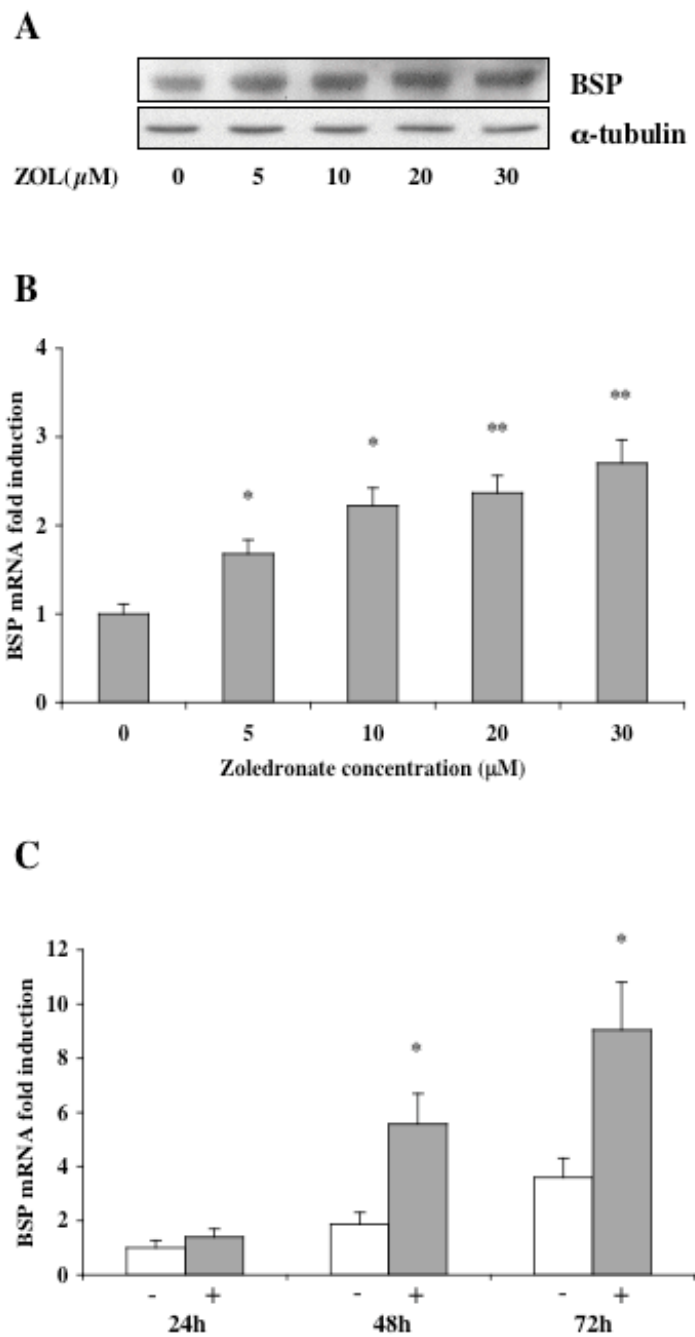 A
BSP
α-tubulin
ZOL(µM) 0 5 10 20 30
B
BSP mRNA fold induction
4
3
2
1
0
* * ** **
0 5 10 20 30
Zoledronate concentration (µM)
C
BSP mRNA fold induction
12
10
8
6
4
2
0
* *
- + - + - +
24h 48h 72h